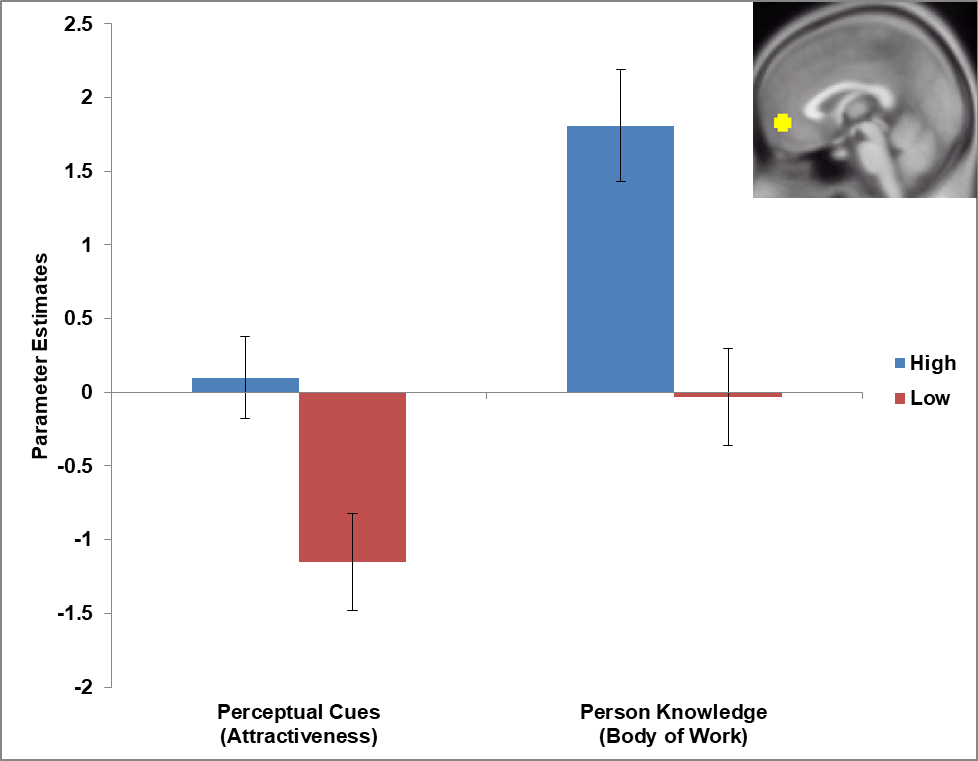 2.5
2
1.5
1
0.5
0
-0.5
-1
-1.5
-2
Parameter Estimates
Perceptual Cues
(Attractiveness)
Person Knowledge
(Body of Work)
High
Low